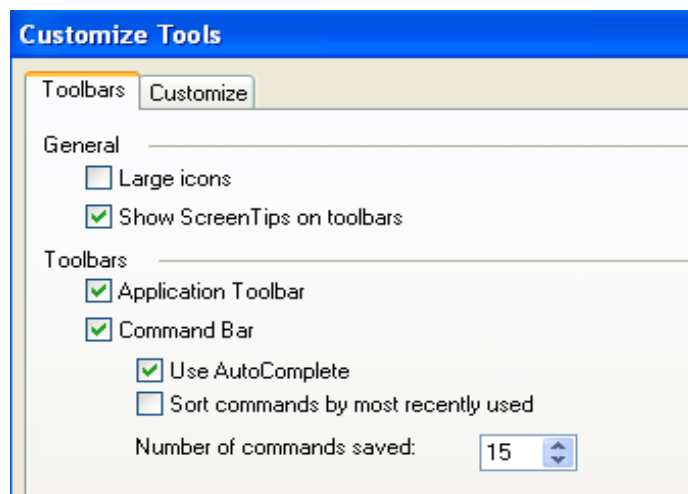 Customize Tools
Toolbars Customize
General
Large icons
Show ScreenTips on toolbars
Toolbars
Application Toolbar
Command Bar
Use AutoComplete
Sort commands by most recently used
Number of commands saved: 15